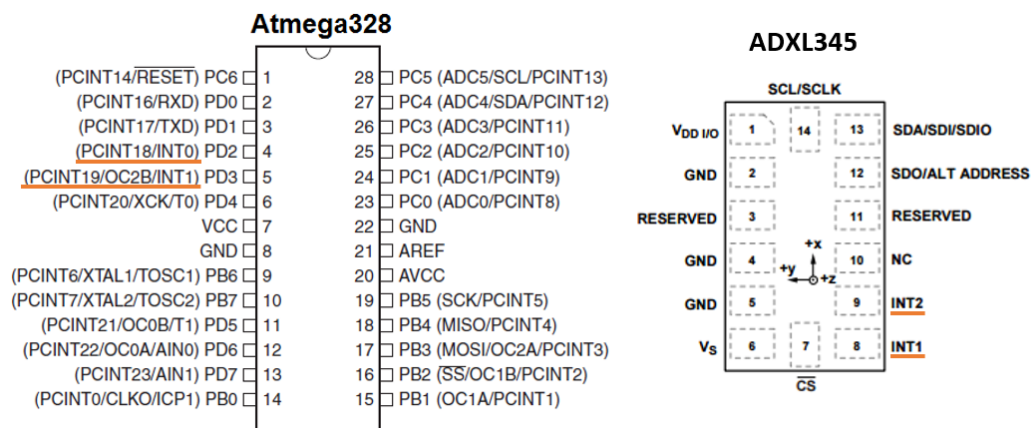 Atmega328
(PCINT14/RESET) PC6 1 28 PC5 (ADC5/SCL/PCINT13)
(PCINT16/RXD) PD0 2 27 PC4 (ADC4/SDA/PCINT12)
(PCINT17/TXD) PD1 3 26 PC3 (ADC3/PCINT11)
(PCINT18/INT0) PD2 4 25 PC2 (ADC2/PCINT10)
(PCINT19/OC2B/INT1) PD3 5 24 PC1 (ADC1/PCINT9)
(PCINT20/XCK/T0) PD4 6 23 PC0 (ADC0/PCINT8)
VCC 7 22 GND
GND 8 21 AREF
(PCINT6/XTAL1/TOSC1) PB6 9 20 AVCC
(PCINT7/XTAL2/TOSC2) PB7 10 19 PB5 (SCK/PCINT5)
(PCINT21/OC0B/T1) PD5 11 18 PB4 (MISO/PCINT4)
(PCINT22/OC0A/AIN0) PD6 12 17 PB3 (MOSI/OC2A/PCINT3)
(PCINT23/AIN1) PD7 13 16 PB2 (SS/OC1B/PCINT2)
(PCINT0/CLKO/ICP1) PB0 14 15 PB1 (OC1A/PCINT1)
ADXL345
SCL/SCLK
VDD I/O 1 14 13 SDA/SDI/SDIO
GND 2 12 SDO/ALT ADDRESS
RESERVED 3 11 RESERVED
+x
GND 4 +y +z 10 NC
GND 5 9 INT2
VS 6 7 8 INT1
CS